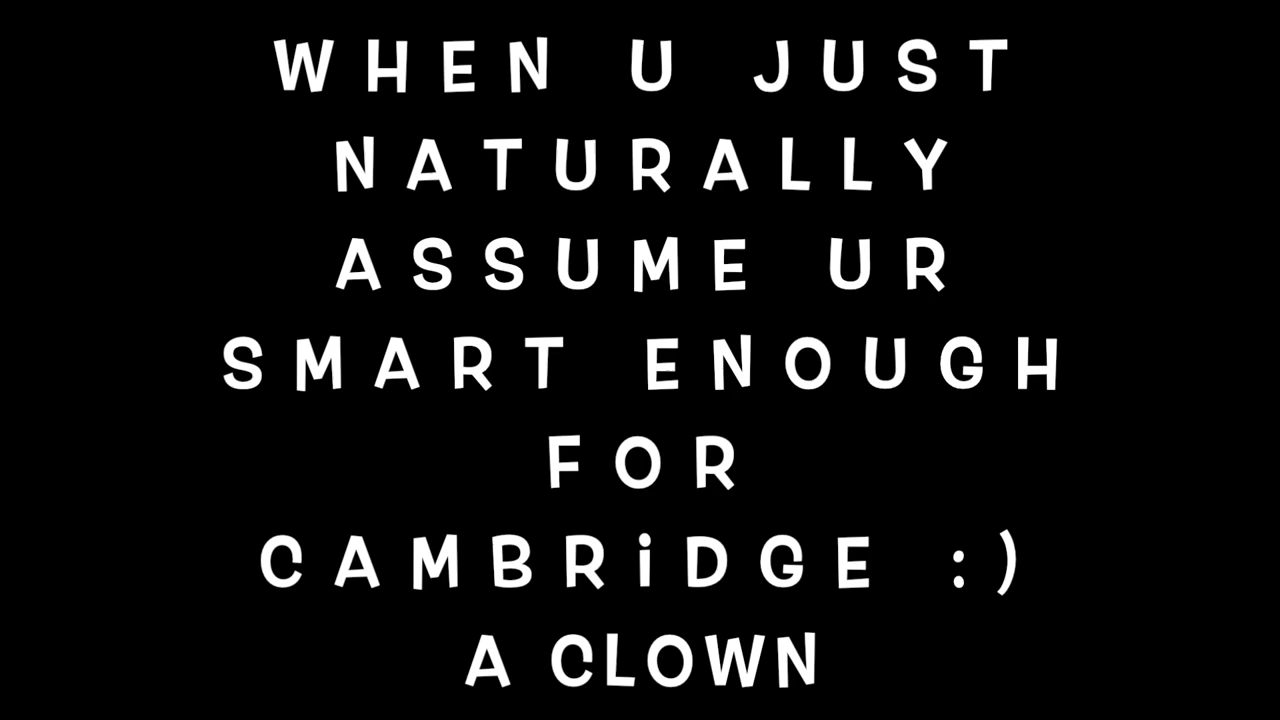 WHEN U JUST
NATURALLY
ASSUME UR
SMART ENOUGH
FOR
CAMBRiDGE :)
A CLOWN